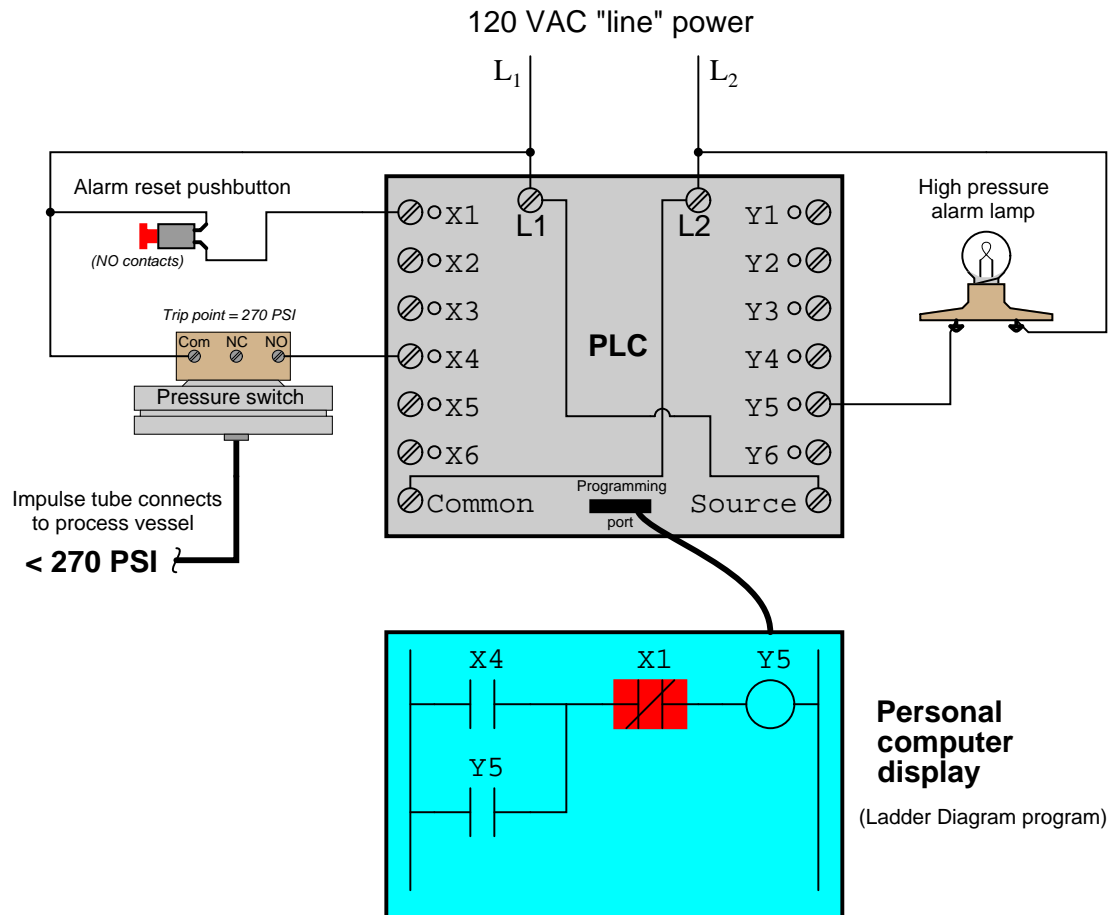 120 VAC "line" power
L1
L2
Alarm reset pushbutton
(NO contacts)
High pressure
alarm lamp
L1
L2
X1
X2
X3
X4
X5
X6
Common
Y1
Y2
Y3
Y4
Y5
Y6
Source
PLC
Programming
port
Trip point = 270 PSI
Com NC NO
Pressure switch
Impulse tube connects
to process vessel
< 270 PSI
X4
X1
Y5
Y5
Personal
computer
display
(Ladder Diagram program)